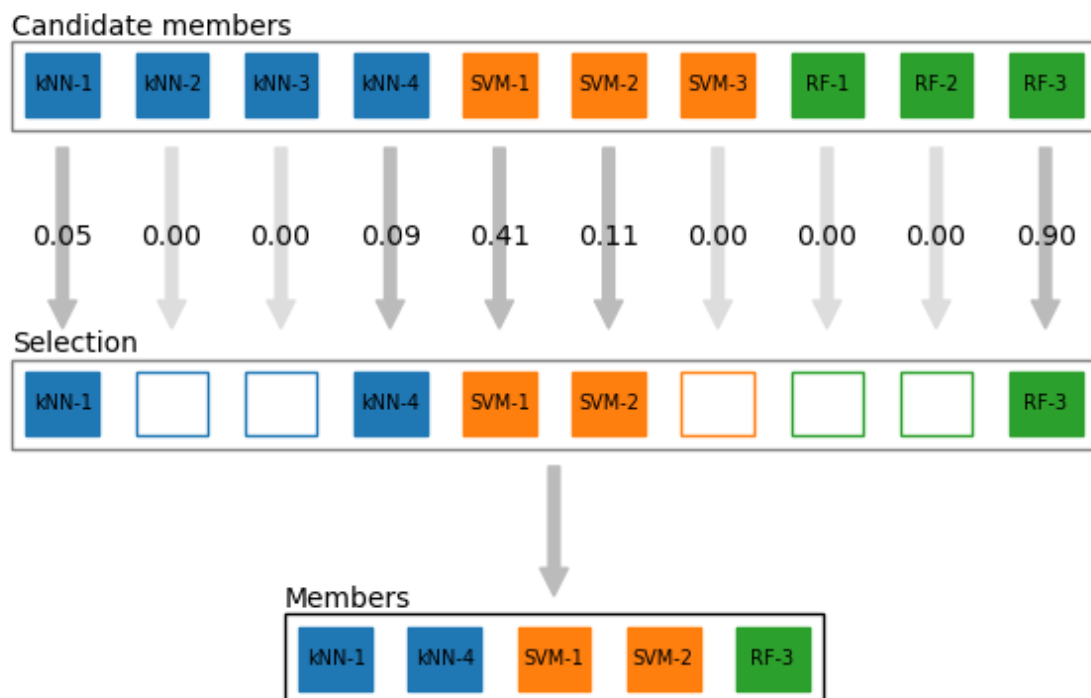 Candidate members
kNN-1 kNN-2 kNN-3 kNN-4 SVM-1 SVM-2 SVM-3 RF-1 RF-2 RF-3
0.05 0.00 0.00 0.09 0.41 0.11 0.00 0.00 0.00 0.90
Selection
kNN-1 kNN-4 SVM-1 SVM-2 RF-3
Members
kNN-1 kNN-4 SVM-1 SVM-2 RF-3